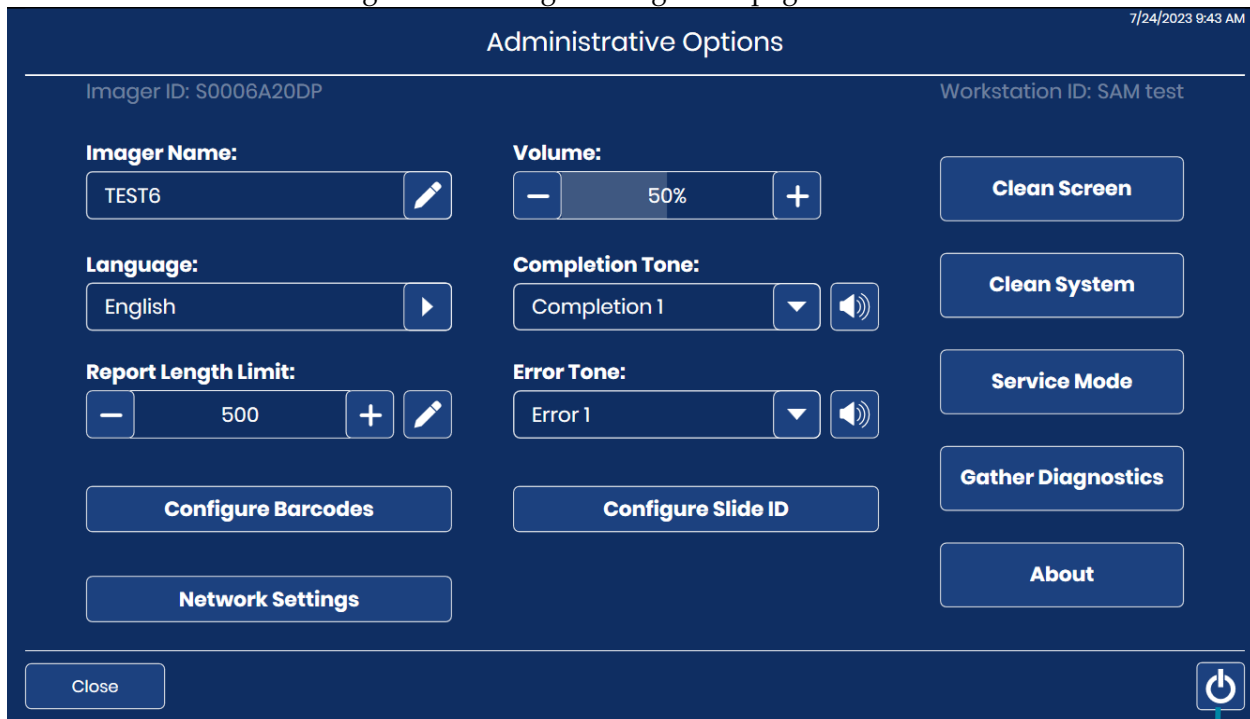 7/24/2023 9:43 AM
Administrative Options
Imager ID: S0006A20DP
Workstation ID: SAM test
Imager Name:
TEST6
Volume:
50%
Clean Screen
Language:
English
Completion Tone:
Completion 1
Clean System
Report Length Limit:
500
Error Tone:
Error 1
Service Mode
Gather Diagnostics
Configure Barcodes
Configure Slide ID
About
Network Settings
Close